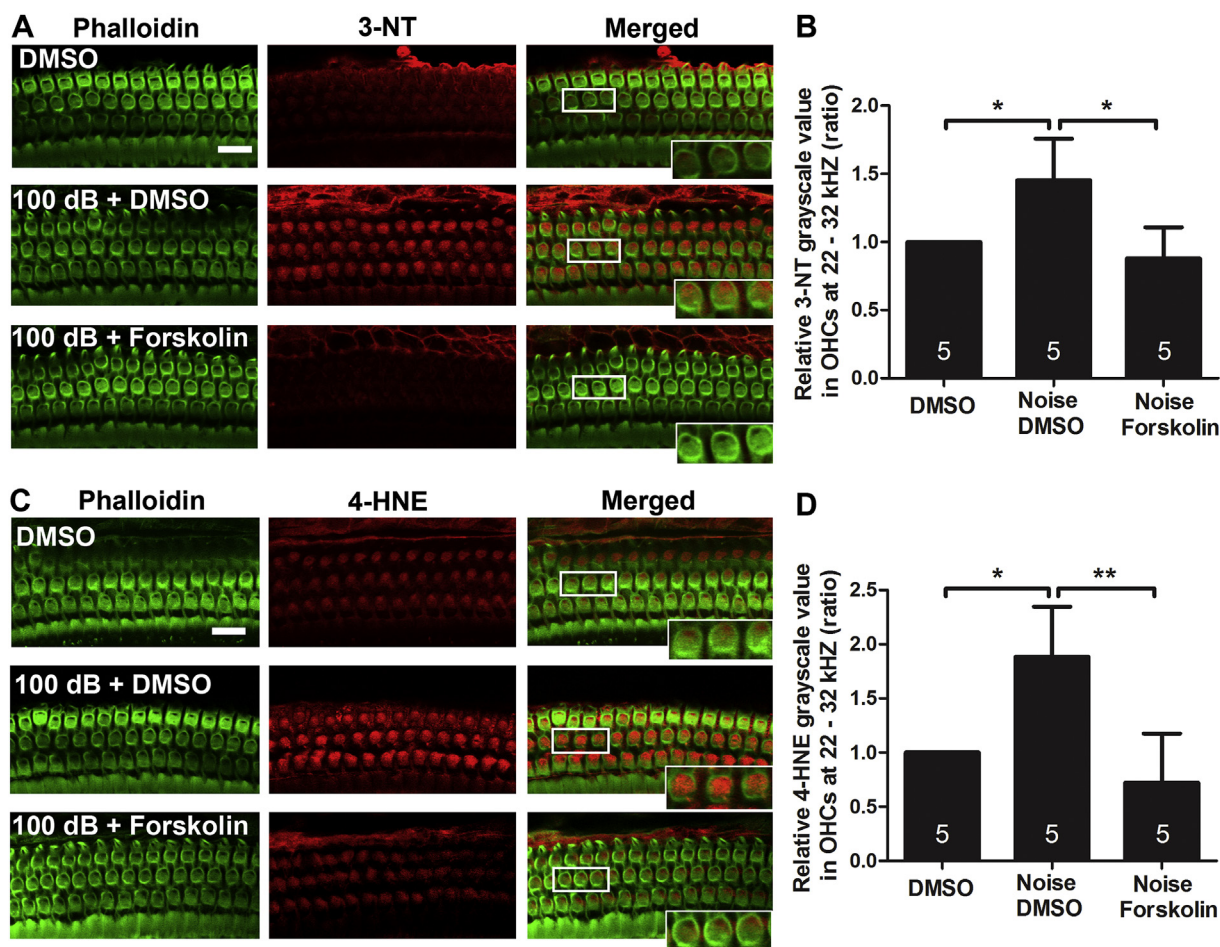 A
Phalloidin
3-NT
Merged
DMSO
100 dB + DMSO
100 dB + Forskolin
B
Relative 3-NT grayscale value
in OHCs at 22 - 32 kHZ (ratio)
2.0
1.5
1.0
0.5
0.0
*
*
5
5
5
DMSO
Noise
DMSO
Noise
Forskolin
C
Phalloidin
4-HNE
Merged
DMSO
100 dB + DMSO
100 dB + Forskolin
D
Relative 4-HNE grayscale value
in OHCs at 22 - 32 kHZ (ratio)
2.5
2.0
1.5
1.0
0.5
0.0
*
**
5
5
5
DMSO
Noise
DMSO
Noise
Forskolin